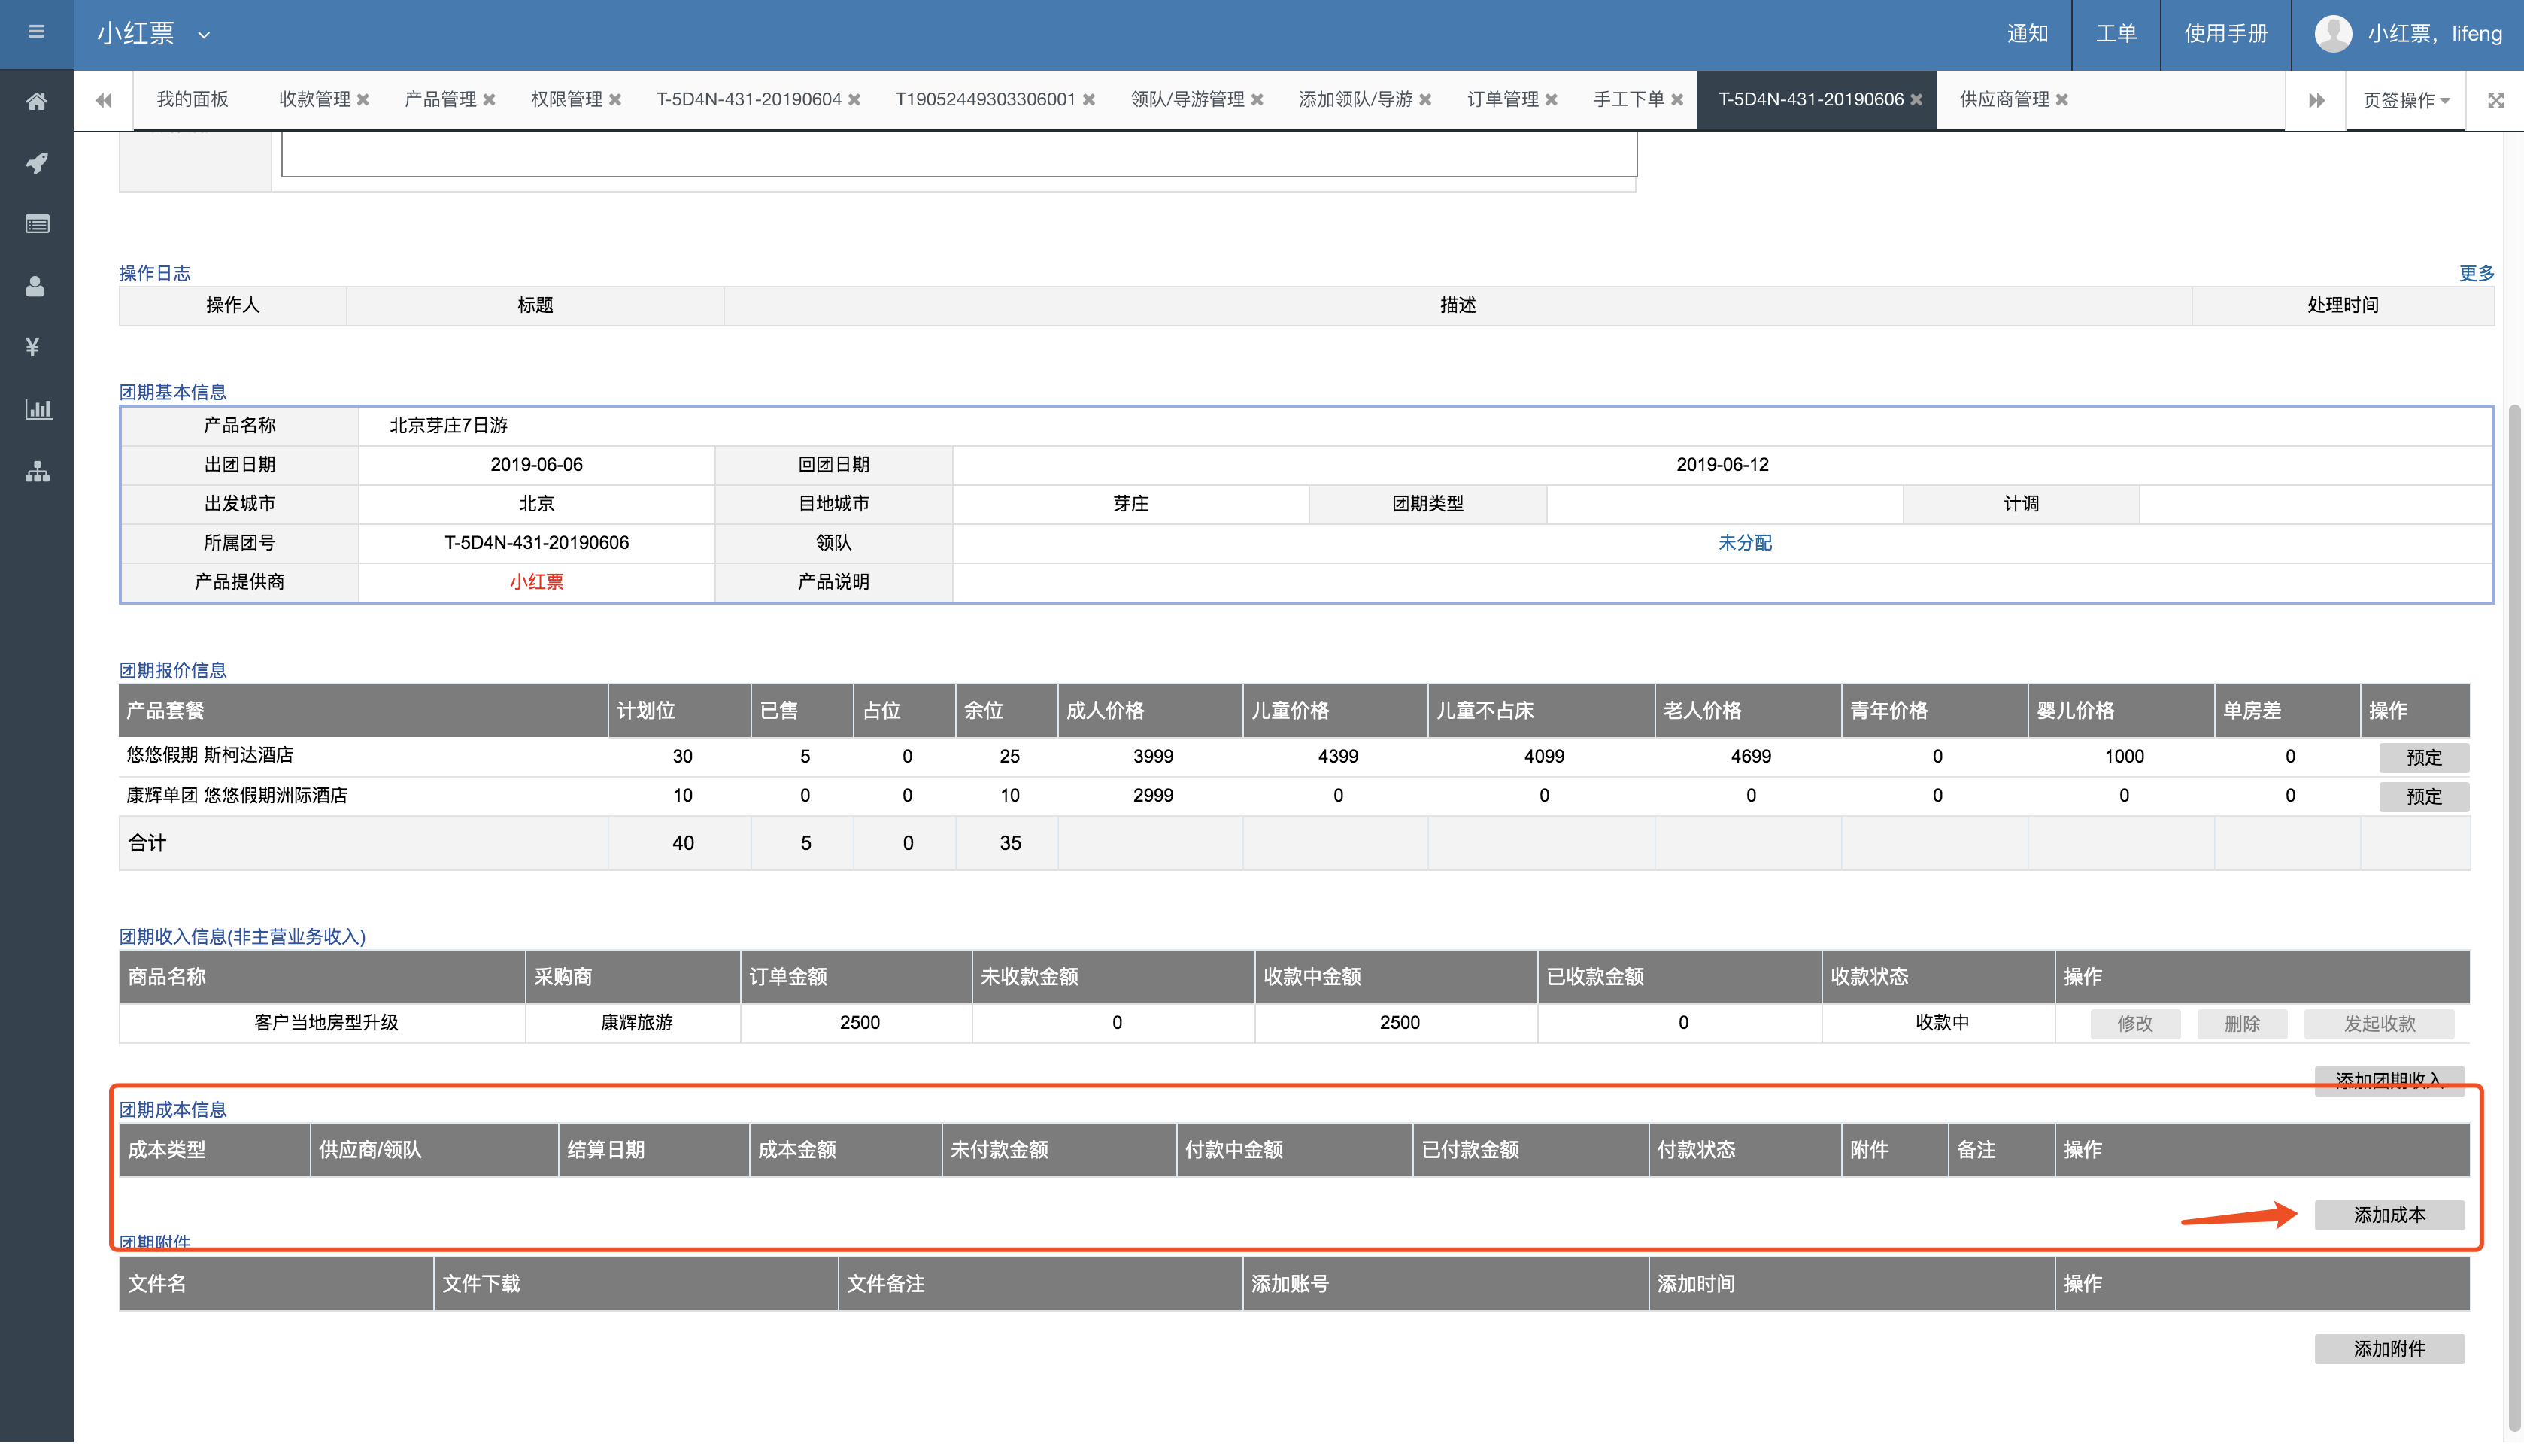 小红票 通知 工单 使用手册 小红票，lifeng
我的面板 收款管理 产品管理 权限管理 T-5D4N-431-20190604 T19052449303306001 领队/导游管理 添加领队/导游 订单管理 手工下单 T-5D4N-431-20190606 供应商管理 页签操作
操作日志 更多
操作人 标题 描述 处理时间
团期基本信息
产品名称 北京芽庄7日游
出团日期 2019-06-06 回团日期 2019-06-12
出发城市 北京 目地城市 芽庄 团期类型 计调
所属团号 T-5D4N-431-20190606 领队 未分配
产品提供商 小红票 产品说明
团期报价信息
产品套餐 计划位 已售 占位 余位 成人价格 儿童价格 儿童不占床 老人价格 青年价格 婴儿价格 单房差 操作
悠悠假期 斯柯达酒店 30 5 0 25 3999 4399 4099 4699 0 1000 0 预定
康辉单团 悠悠假期洲际酒店 10 0 0 10 2999 0 0 0 0 0 0 预定
合计 40 5 0 35
团期收入信息(非主营业务收入)
商品名称 采购商 订单金额 未收款金额 收款中金额 已收款金额 收款状态 操作
客户当地房型升级 康辉旅游 2500 0 2500 0 收款中 修改 删除 发起收款
添加团期收入
团期成本信息
成本类型 供应商/领队 结算日期 成本金额 未付款金额 付款中金额 已付款金额 付款状态 附件 备注 操作
添加成本
团期附件
文件名 文件下载 文件备注 添加账号 添加时间 操作
添加附件